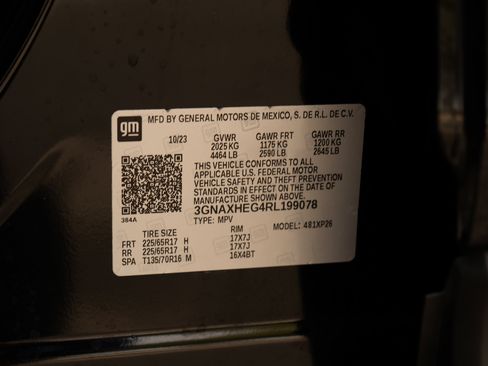 gm
MFD BY GENERAL MOTORS DE MEXICO, S. DE R.L. DE C.V.
10/23 GVWR GAWR FRT GAWR RR
2025 KG 1175 KG 1200 KG
4464 LB 2590 LB 2645 LB
THIS VEHICLE CONFORMS TO ALL
APPLICABLE U.S. FEDERAL MOTOR
VEHICLE SAFETY AND THEFT PREVENTION
STANDARDS IN EFFECT ON THE DATE OF
MANUFACTURE SHOWN ABOVE.
384A 3GNAXHEG4RL199078
TYPE: MPV MODEL: 481XP26
TIRE SIZE RIM
FRT 225/65R17 H 17X7J
RR 225/65R17 H 17X7J
SPA T135/70R16 M 16X4BT